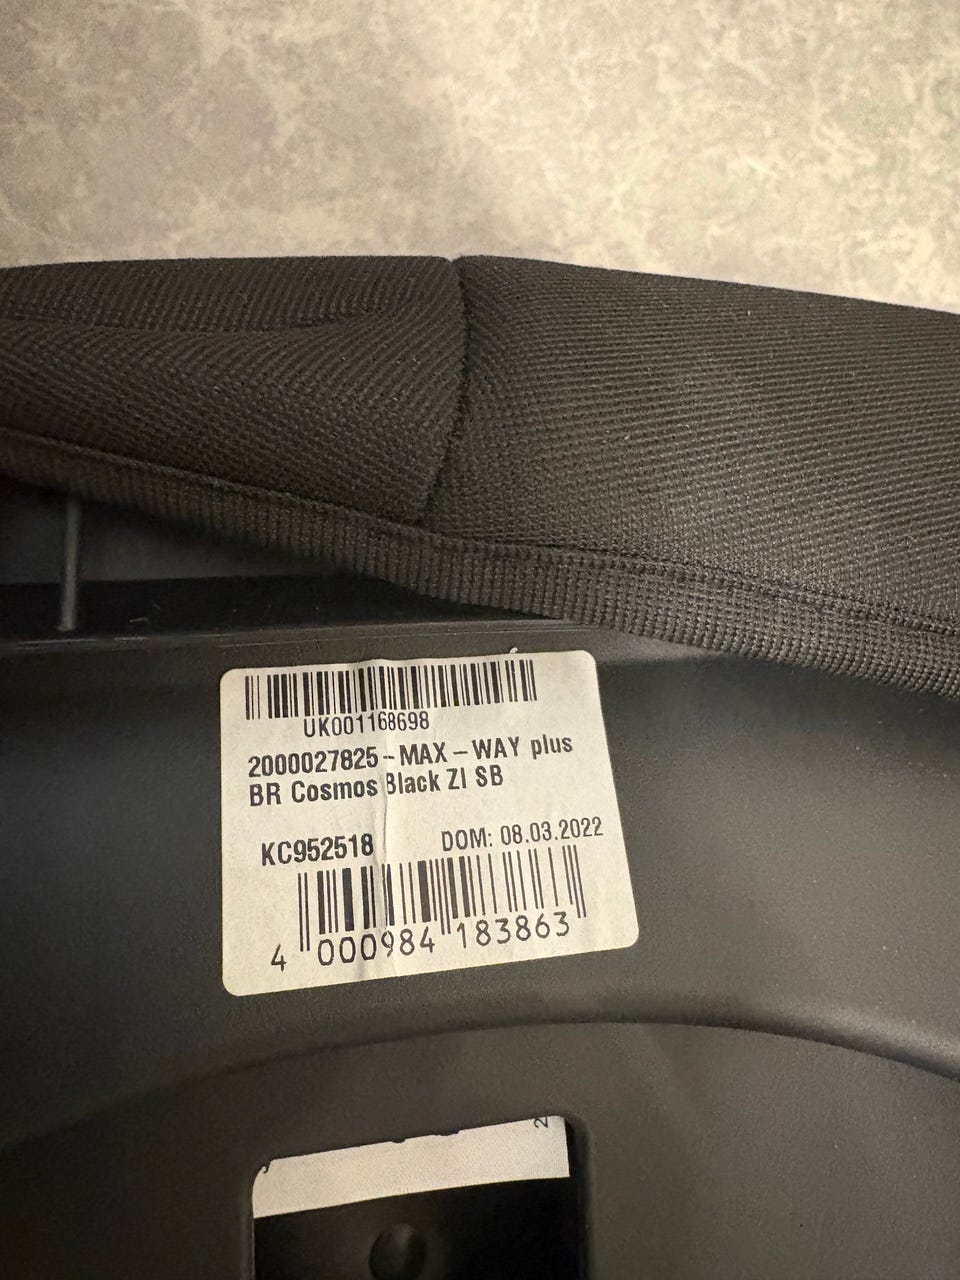 UK001168698
2000027825-MAX-WAY plus
BR Cosmos Black ZI SB
KC952518 DOM: 08.03.2022
4 000984 183863